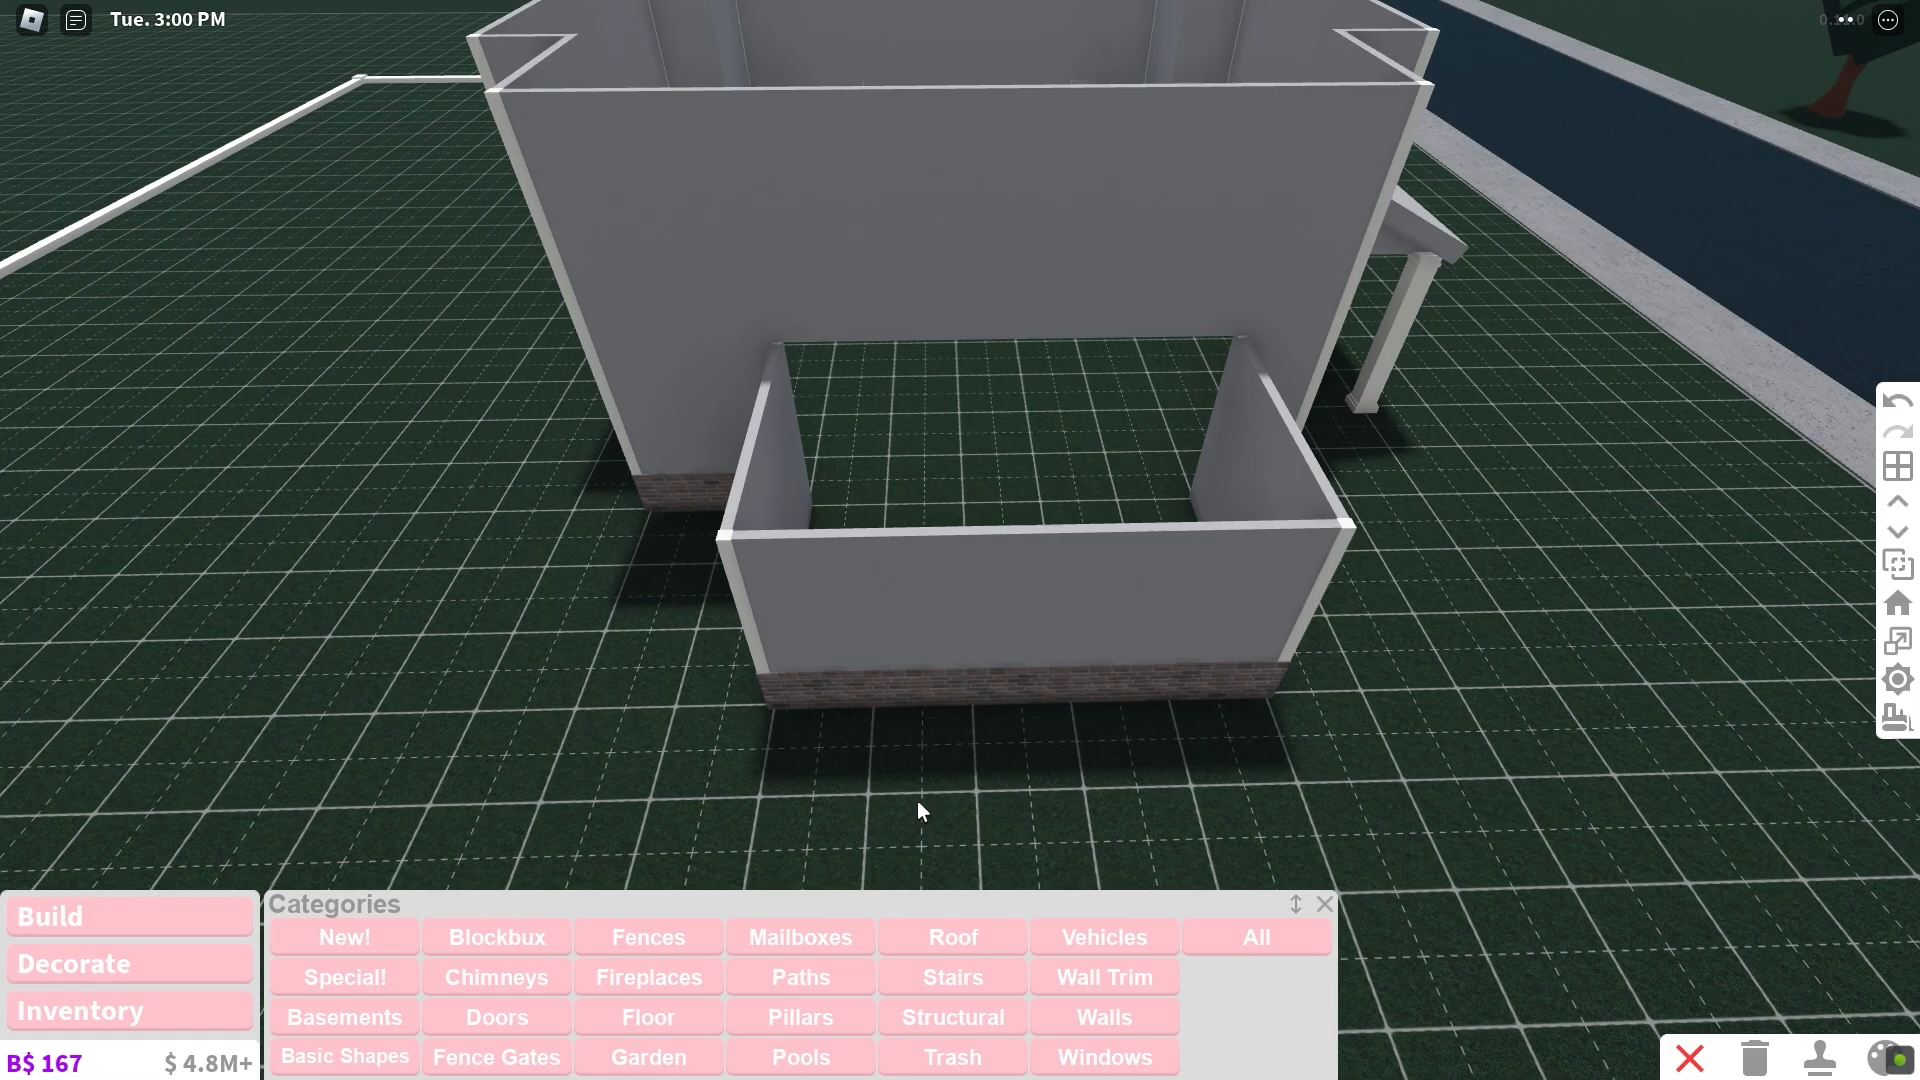 Tue. 3:00 PM
Build
Decorate
Inventory
B$ 167
$ 4.8M+
Categories
New! Blockbux Fences Mailboxes Roof Vehicles All
Special! Chimneys Fireplaces Paths Stairs Wall Trim
Basements Doors Floor Pillars Structural Walls
Basic Shapes Fence Gates Garden Pools Trash Windows